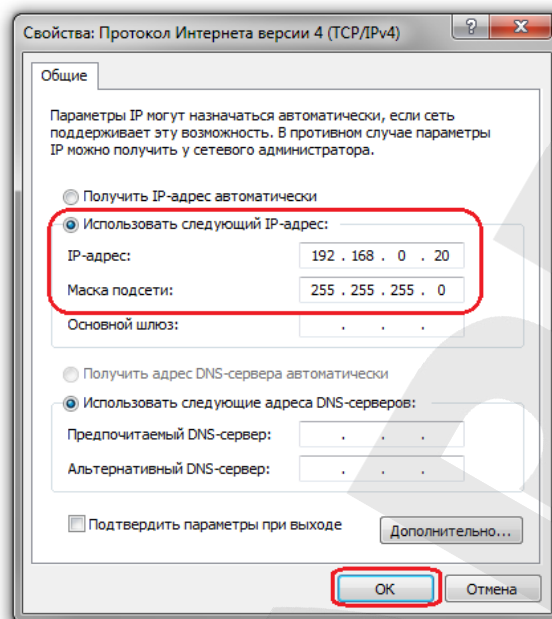 Свойства: Протокол Интернета версии 4 (TCP/IPv4)
Общие
Параметры IP могут назначаться автоматически, если сеть
поддерживает эту возможность. В противном случае параметры
IP можно получить у сетевого администратора.
Получить IP-адрес автоматически
Использовать следующий IP-адрес:
IP-адрес: 192 . 168 . 0 . 20
Маска подсети: 255 . 255 . 255 . 0
Основной шлюз: . . .
Получить адрес DNS-сервера автоматически
Использовать следующие адреса DNS-серверов:
Предпочитаемый DNS-сервер: . . .
Альтернативный DNS-сервер: . . .
Подтвердить параметры при выходе
Дополнительно...
ОК Отмена